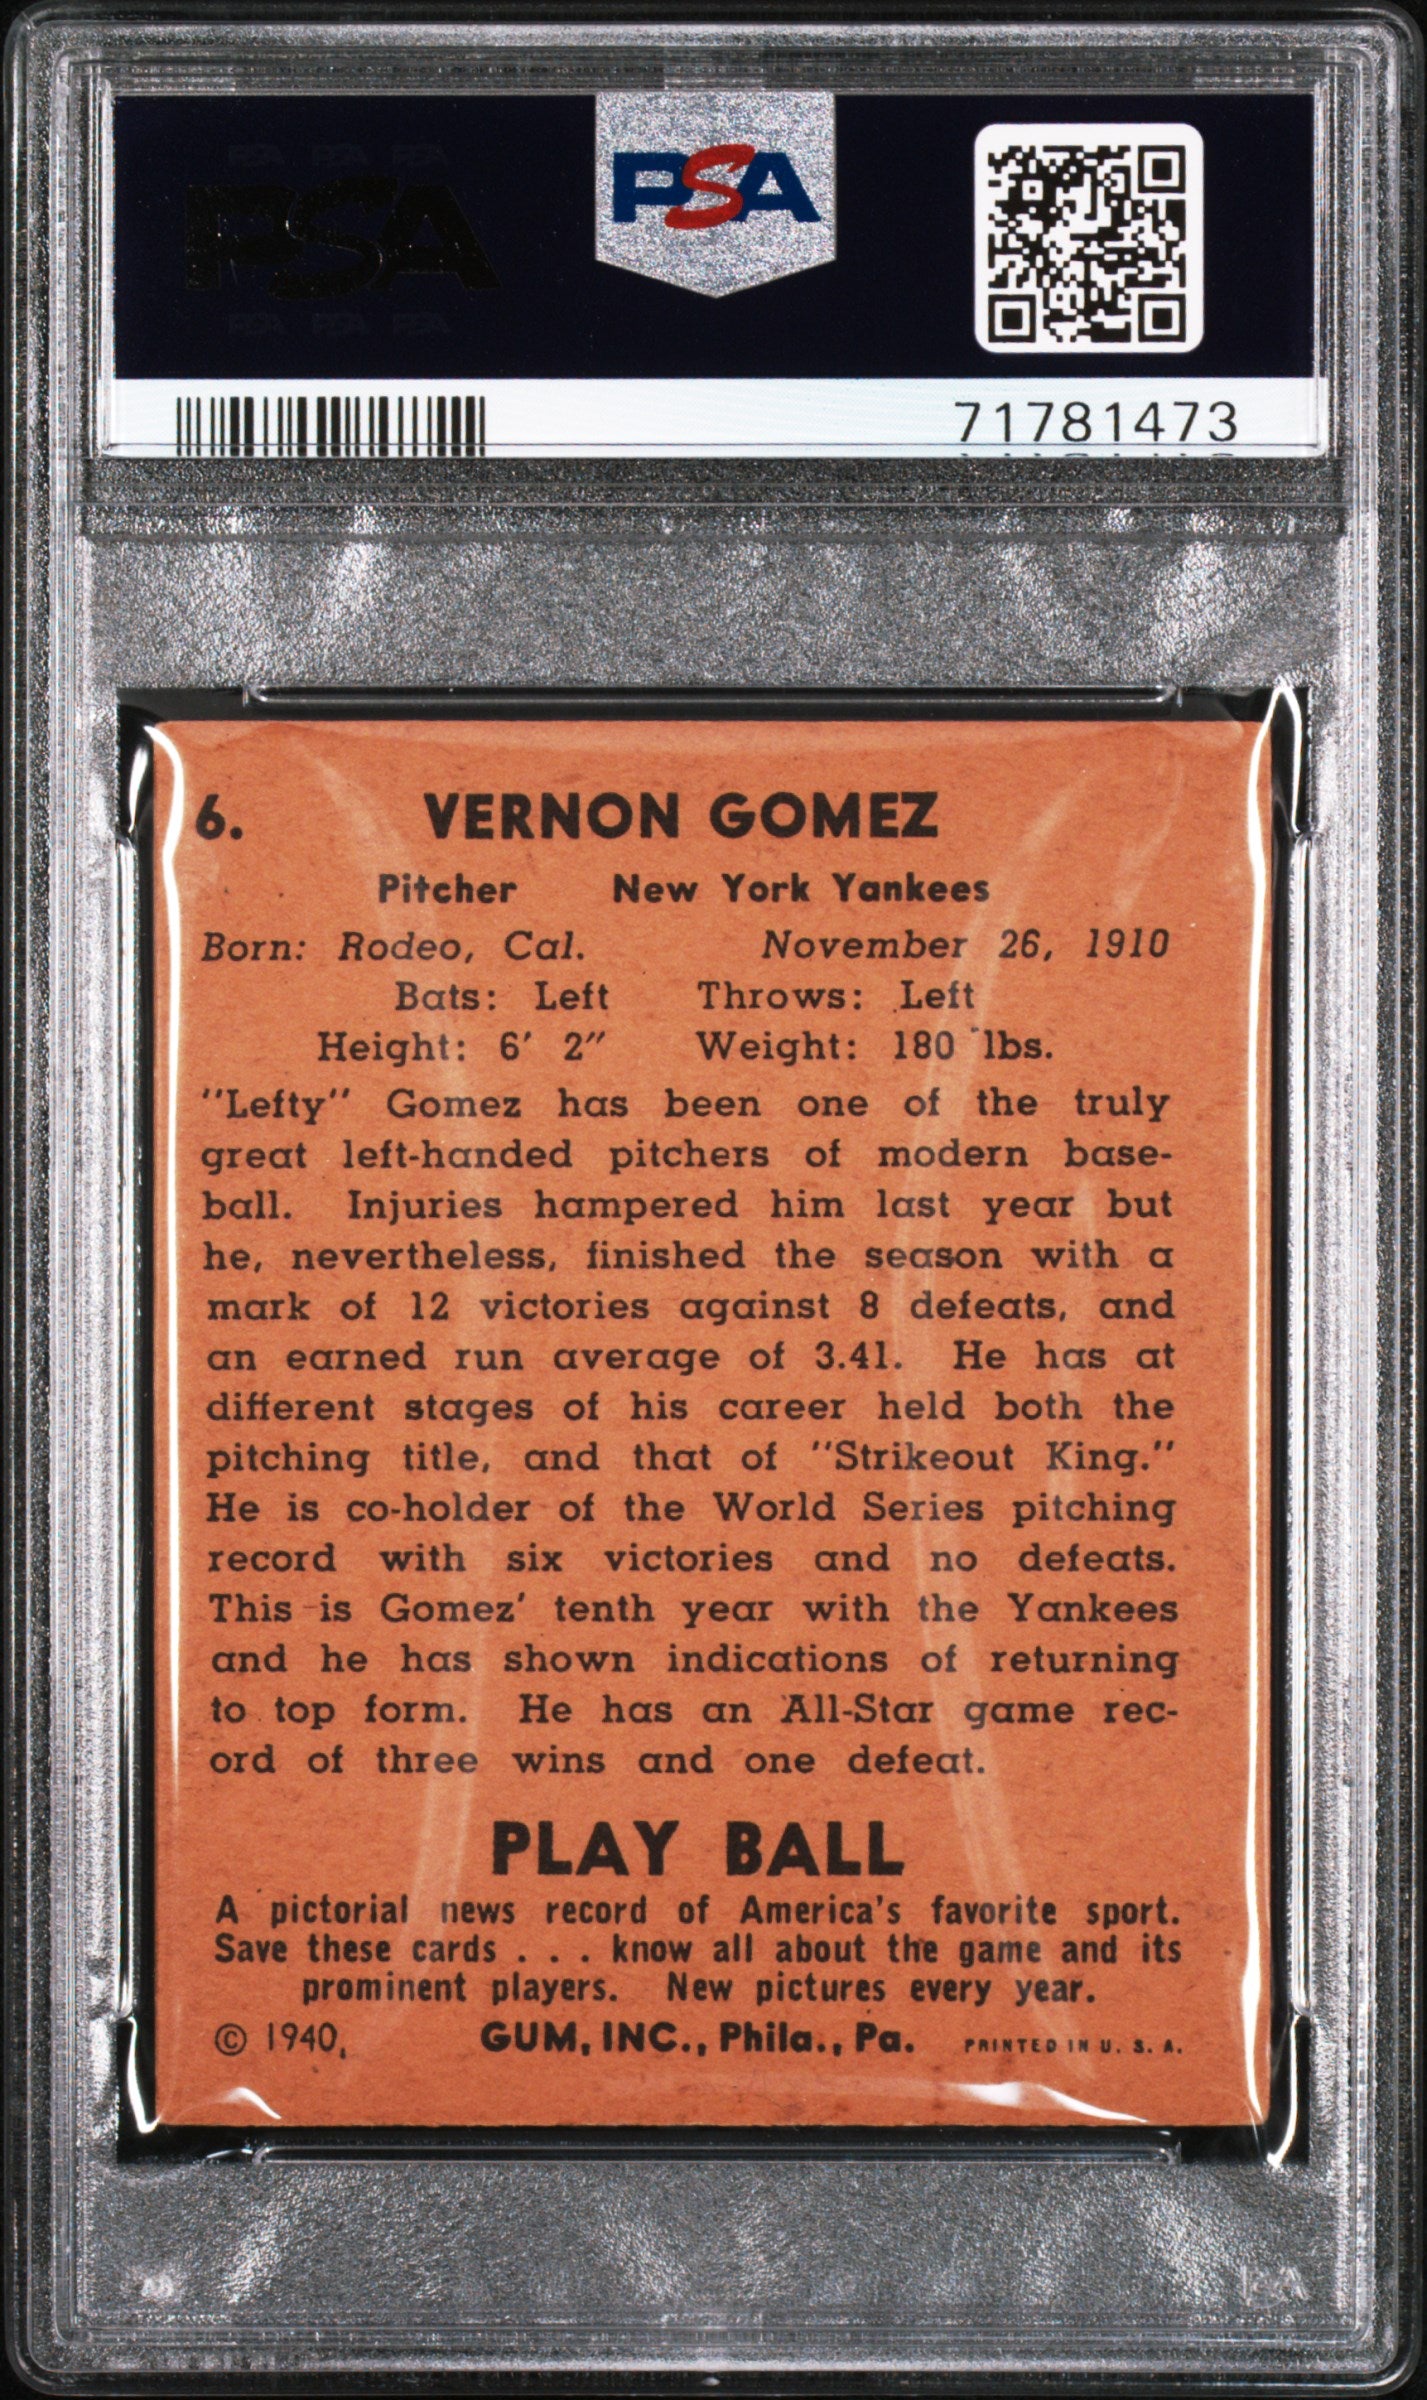 PSA PSA PSA
PSA
PSA PSA PSA
PSA
71781473
6. VERNON GOMEZ
Pitcher New York Yankees
Born: Rodeo, Cal. November 26, 1910
Bats: Left Throws: Left
Height: 6' 2" Weight: 180 lbs.
"Lefty" Gomez has been one of the truly
great left-handed pitchers of modern base-
ball. Injuries hampered him last year but
he, nevertheless, finished the season with a
mark of 12 victories against 8 defeats, and
an earned run average of 3.41. He has at
different stages of his career held both the
pitching title, and that of "Strikeout King."
He is co-holder of the World Series pitching
record with six victories and no defeats.
This is Gomez' tenth year with the Yankees
and he has shown indications of returning
to top form. He has an All-Star game rec-
ord of three wins and one defeat.
PLAY BALL
A pictorial news record of America's favorite sport.
Save these cards . . . know all about the game and its
prominent players. New pictures every year.
© 1940, GUM, INC., Phila., Pa. PRINTED IN U. S. A.
PSA